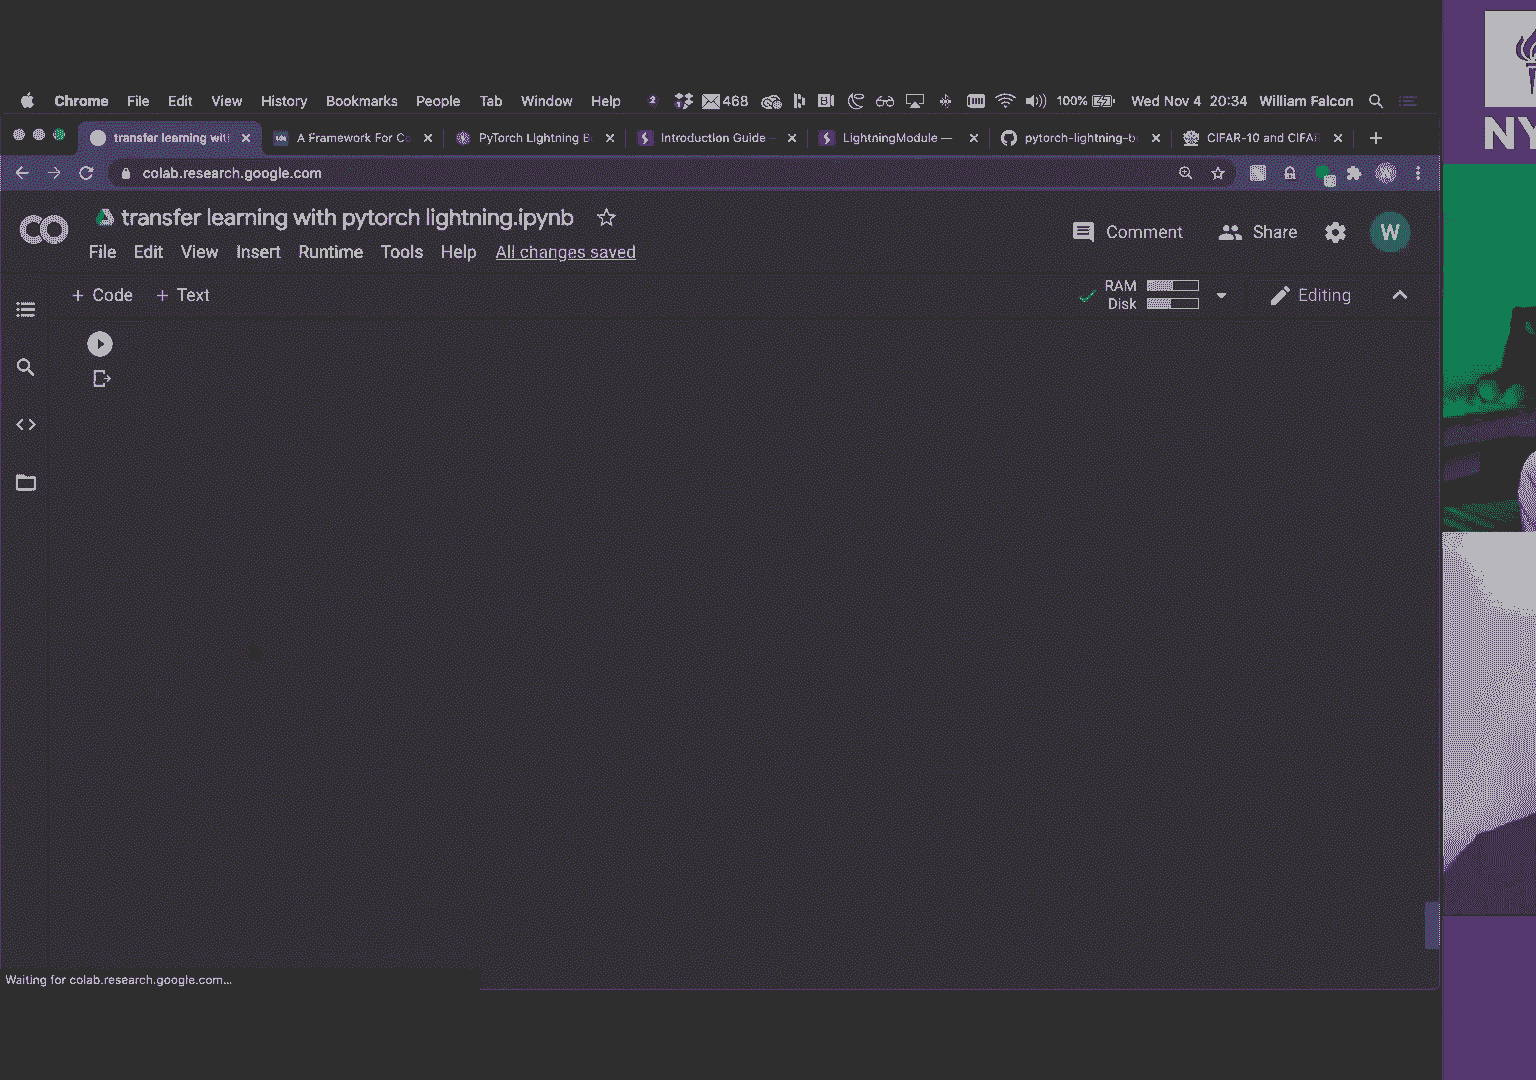 Chrome File Edit View History Bookmarks People Tab Window Help 2 468 100% Wed Nov 4 20:34 William Falcon
NY
transfer learning wit A Framework For Co PyTorch Lightning B Introduction Guide — LightningModule — pytorch-lightning-b CIFAR-10 and CIFA
colab.research.google.com
CO transfer learning with pytorch lightning.ipynb
Comment Share W
File Edit View Insert Runtime Tools Help All changes saved
+ Code + Text RAM Disk Editing
Waiting for colab.research.google.com...